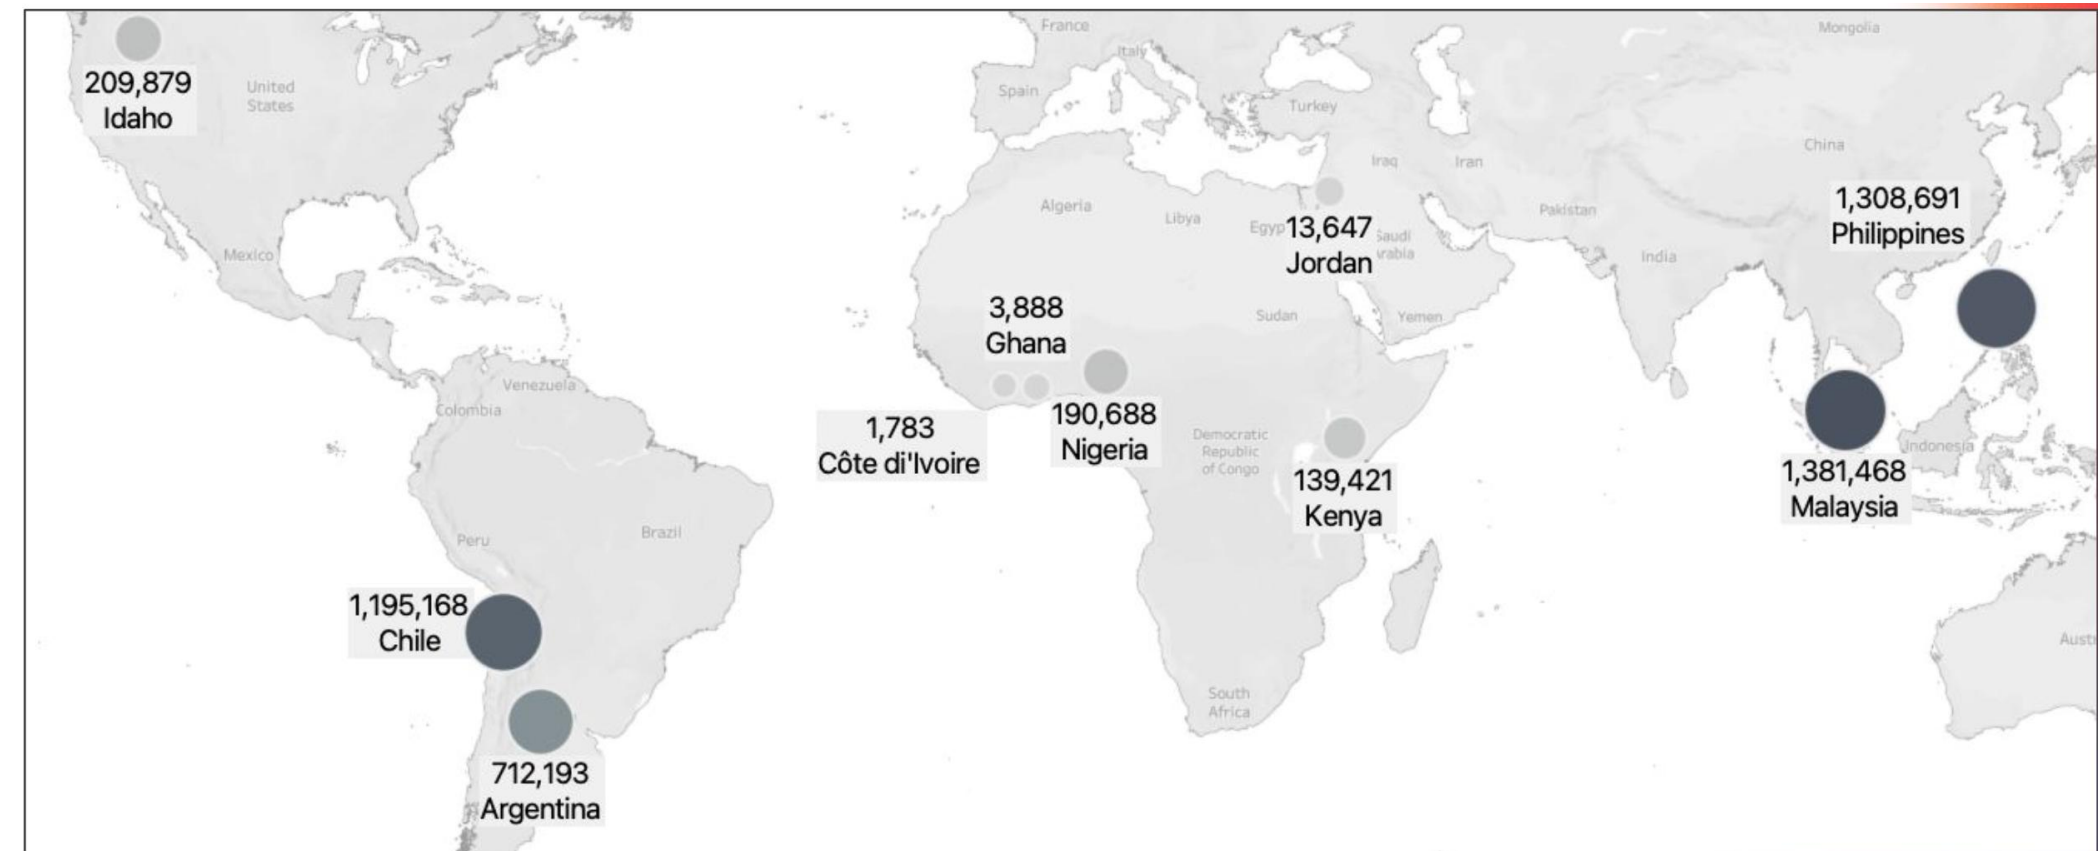 France
Mongolia
209,879
Idaho
United
States
Italy
Spain
Turkey
China
Iraq
Iran
1,308,691
Philippines
Algeria
Libya
Egyp
13,647
Jordan
Saudi
Arabia
Pakistan
India
Mexico
3,888
Ghana
Sudan
Yemen
Venezuela
Colombia
1,783
Côte di'Ivoire
190,688
Nigeria
Democratic
Republic
of Congo
139,421
Kenya
Indonesia
1,381,468
Malaysia
Peru
Brazil
1,195,168
Chile
Austr
South
Africa
712,193
Argentina